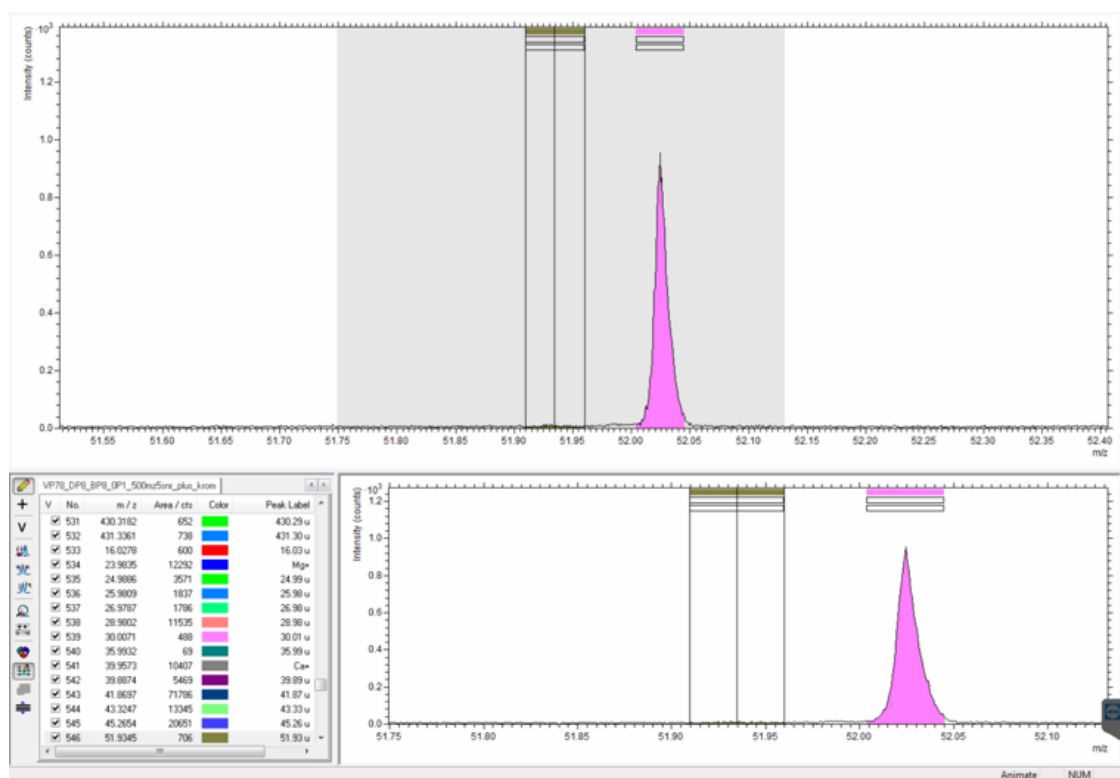 ·10³
Intensity (counts)
1.2
1.0
0.8
0.6
0.4
0.2
0.0
51.55 51.60 51.65 51.70 51.75 51.80 51.85 51.90 51.95 52.00 52.05 52.10 52.15 52.20 52.25 52.30 52.35 52.40
m/z
VP78_DP8_BP8_0P1_500nnz5snr_plus_krom
V No. m / z Area / cts Color Peak Label
531 430.3182 652 430.29 u
532 431.3361 738 431.30 u
533 16.0278 600 16.03 u
534 23.9835 12292 Mg+
535 24.9886 3571 24.99 u
536 25.9809 1837 25.98 u
537 26.9787 1786 26.98 u
538 28.9802 11535 28.98 u
539 30.0071 488 30.01 u
540 35.9932 69 35.99 u
541 39.9573 10407 Ca+
542 39.8874 5469 39.89 u
543 41.8697 71786 41.87 u
544 43.3247 13345 43.33 u
545 45.2654 20651 45.26 u
546 51.9345 706 51.93 u
·10³
Intensity (counts)
1.2
1.0
0.8
0.6
0.4
0.2
0.0
51.75 51.80 51.85 51.90 51.95 52.00 52.05 52.10
m/z
Animate NUM